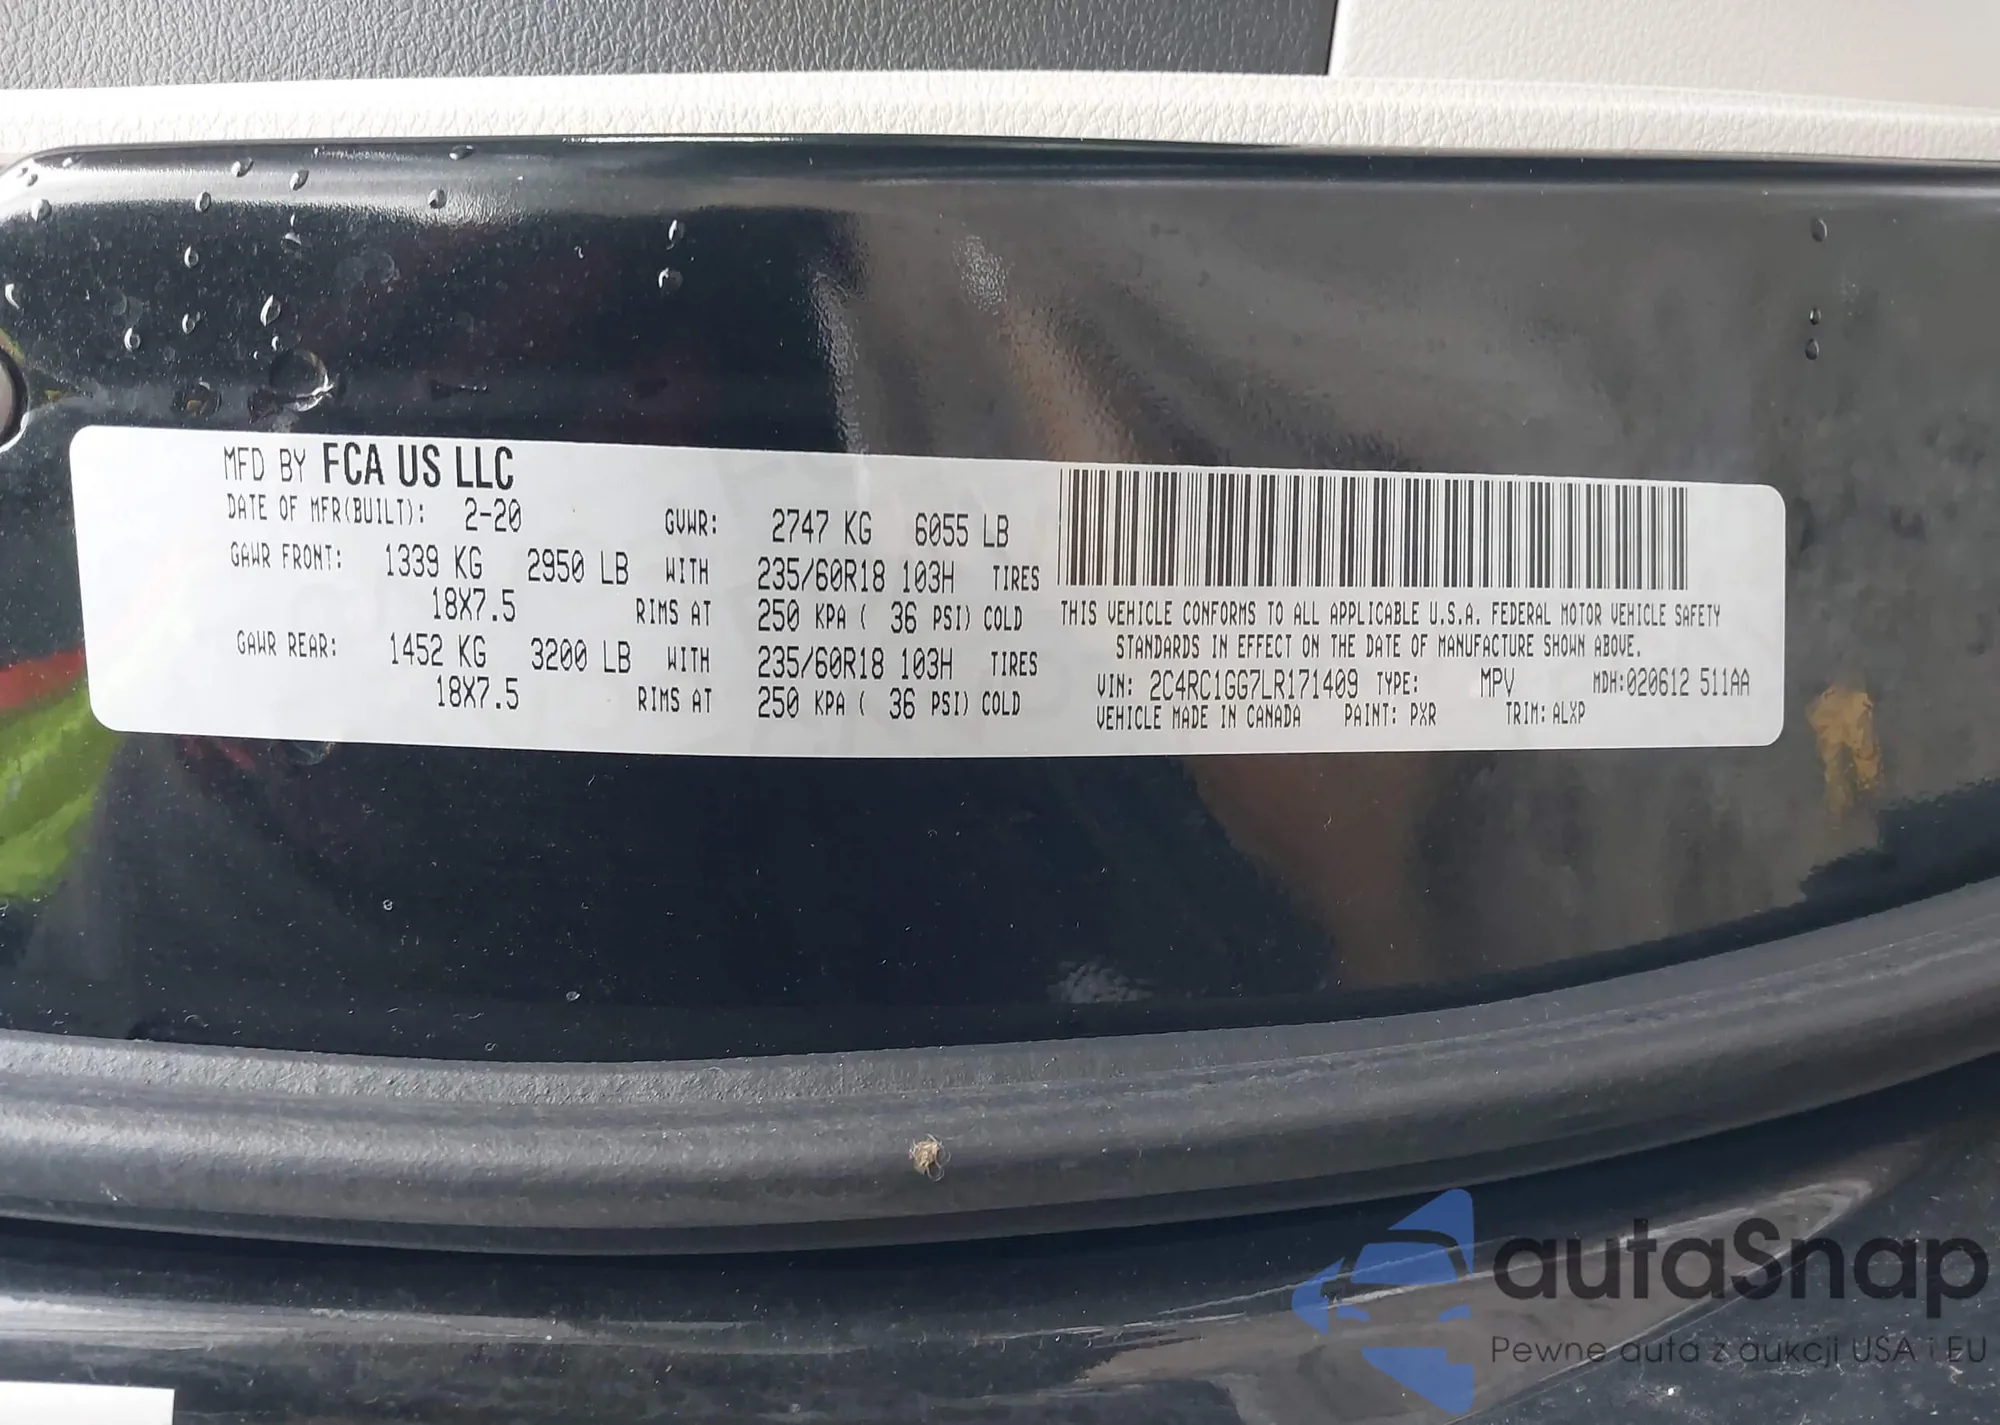 MFD BY FCA US LLC
DATE OF MFR(BUILT): 2-20 GVWR: 2747 KG 6055 LB
GAWR FRONT: 1339 KG 2950 LB WITH 235/60R18 103H TIRES
18X7.5 RIMS AT 250 KPA ( 36 PSI) COLD
GAWR REAR: 1452 KG 3200 LB WITH 235/60R18 103H TIRES
18X7.5 RIMS AT 250 KPA ( 36 PSI) COLD
THIS VEHICLE CONFORMS TO ALL APPLICABLE U.S.A. FEDERAL MOTOR VEHICLE SAFETY
STANDARDS IN EFFECT ON THE DATE OF MANUFACTURE SHOWN ABOVE.
VIN: 2C4RC1GG7LR171409 TYPE: MPV MDH:020612 511AA
VEHICLE MADE IN CANADA PAINT: PXR TRIM: ALXP
autaSnap
Pewne auta z aukcji USA i EU